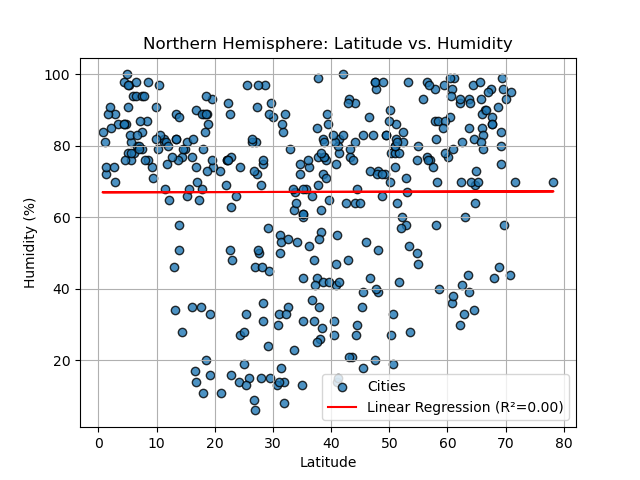 Northern Hemisphere: Latitude vs. Humidity
100
80
60
40
20
Humidity (%)
Cities
Linear Regression (R²=0.00)
0 10 20 30 40 50 60 70 80
Latitude